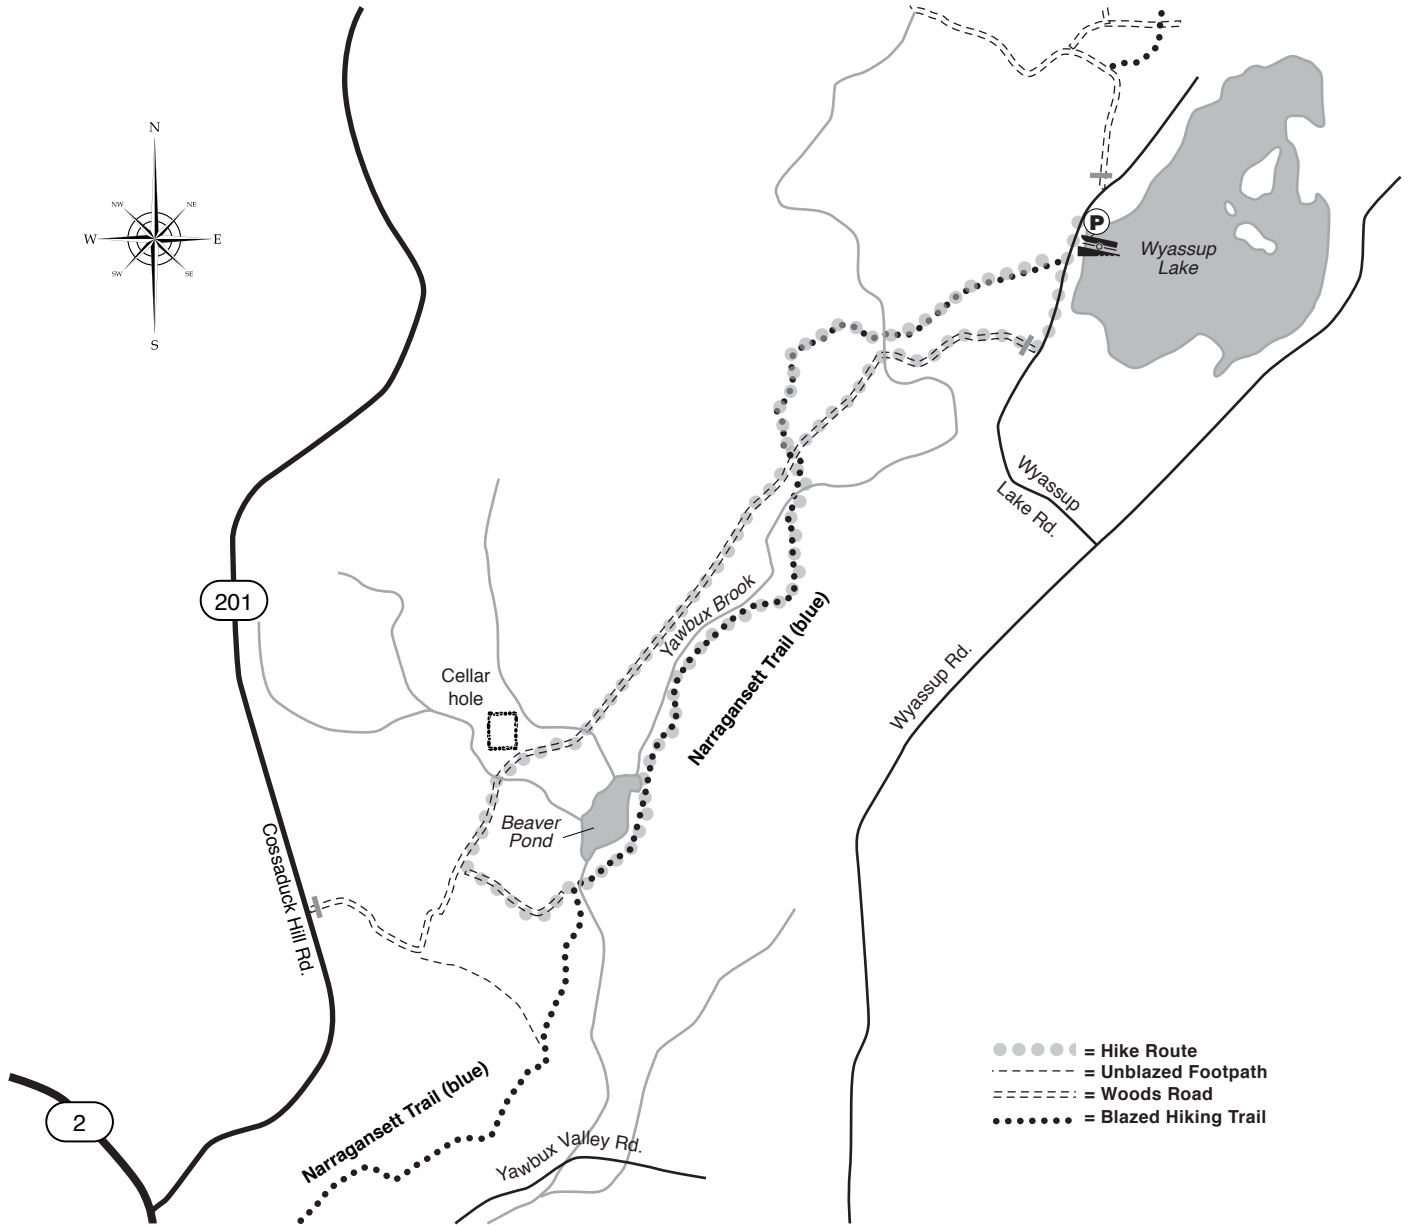 N
NW
NE
W
E
SW
SE
S
P
Wyassup
Lake
Wyassup
Lake Rd.
201
Yawbux Brook
Narragansett Trail (blue)
Wyassup Rd.
Cellar
hole
Beaver
Pond
Cossaduck Hill Rd.
= Hike Route
= Unblazed Footpath
= Woods Road
= Blazed Hiking Trail
2
Narragansett Trail (blue)
Yawbux Valley Rd.